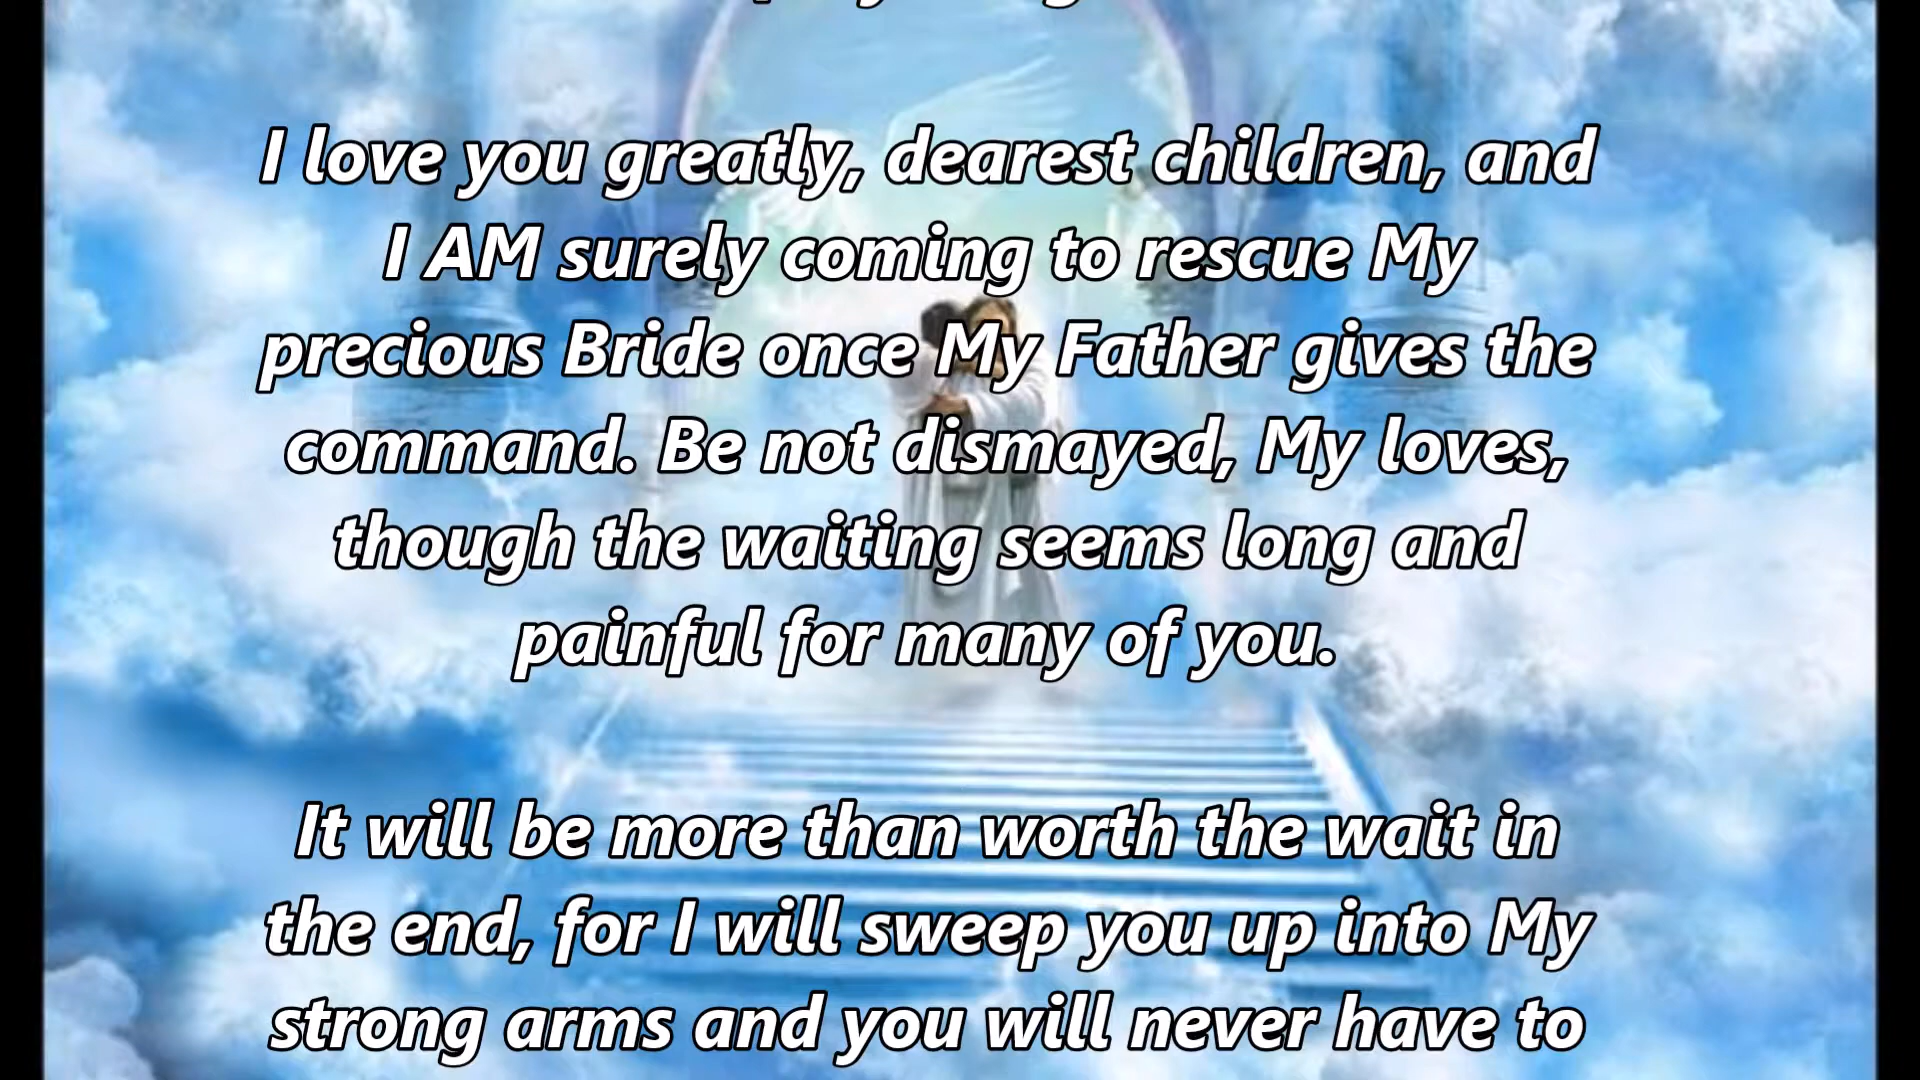 I love you greatly, dearest children, and
I AM surely coming to rescue My
precious Bride once My Father gives the
command. Be not dismayed, My loves,
though the waiting seems long and
painful for many of you.
It will be more than worth the wait in
the end, for I will sweep you up into My
strong arms and you will never have to